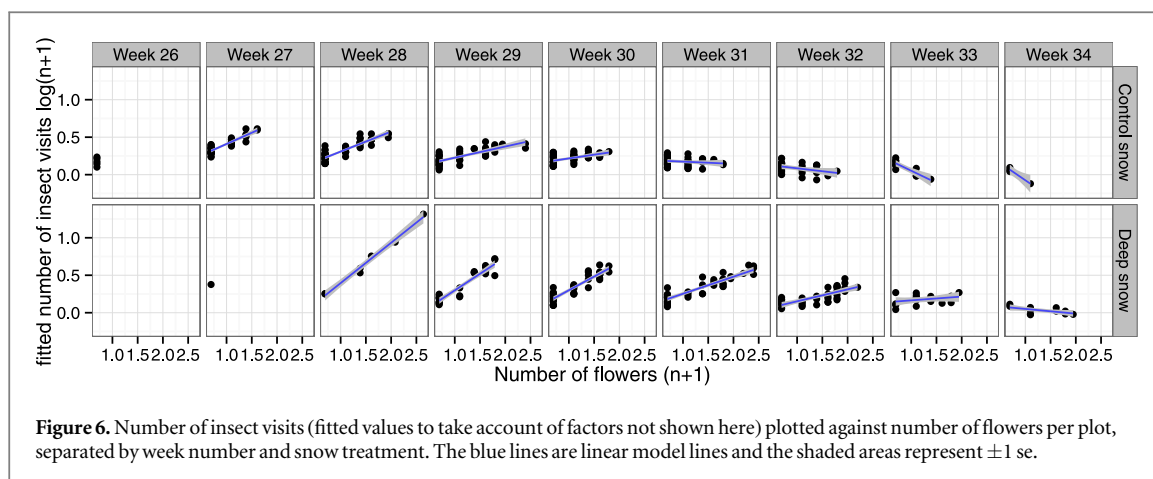 Week 26 Week 27 Week 28 Week 29 Week 30 Week 31 Week 32 Week 33 Week 34
fitted number of insect visits log(n+1)
1.0
0.5
0.0
Control snow
1.0
0.5
0.0
Deep snow
1.01.52.02.5 1.01.52.02.5 1.01.52.02.5 1.01.52.02.5 1.01.52.02.5 1.01.52.02.5 1.01.52.02.5 1.01.52.02.5 1.01.52.02.5
Number of flowers (n+1)
Figure 6. Number of insect visits (fitted values to take account of factors not shown here) plotted against number of flowers per plot,
separated by week number and snow treatment. The blue lines are linear model lines and the shaded areas represent ±1 se.